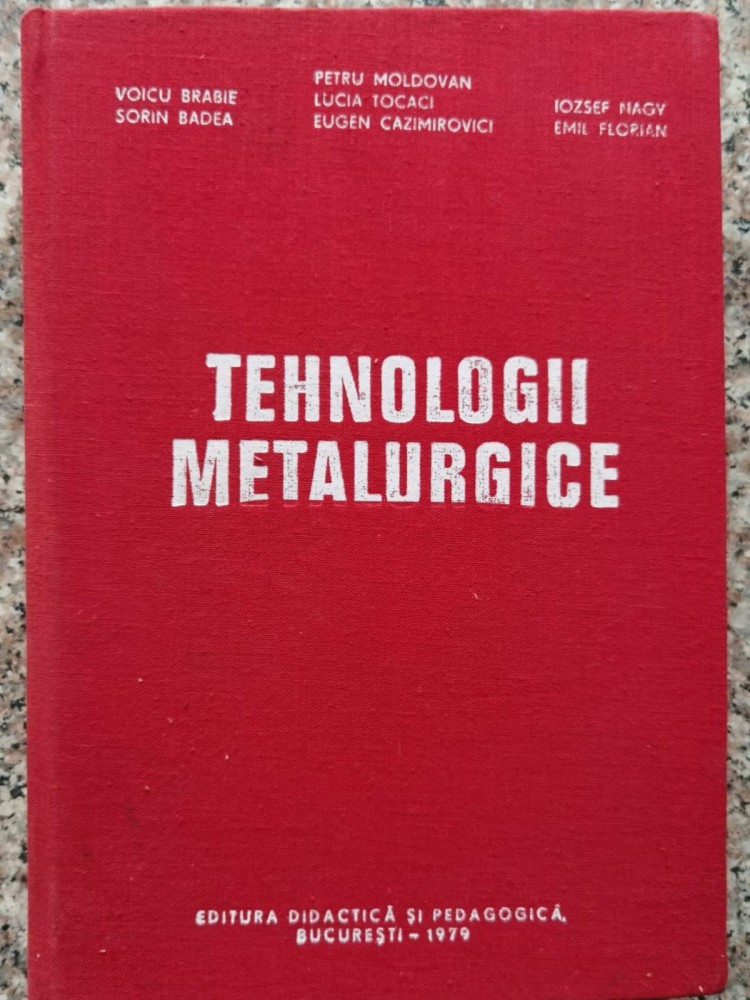 VOICU BRABIE
SORIN BADEA
PETRU MOLDOVAN
LUCIA TOCACI
EUGEN CAZIMIROVICI
IOZSEF NAGY
EMIL FLORIAN
TEHNOLOGII
METALURGICE
EDITURA DIDACTICĂ ȘI PEDAGOGICĂ,
BUCUREȘTI – 1979